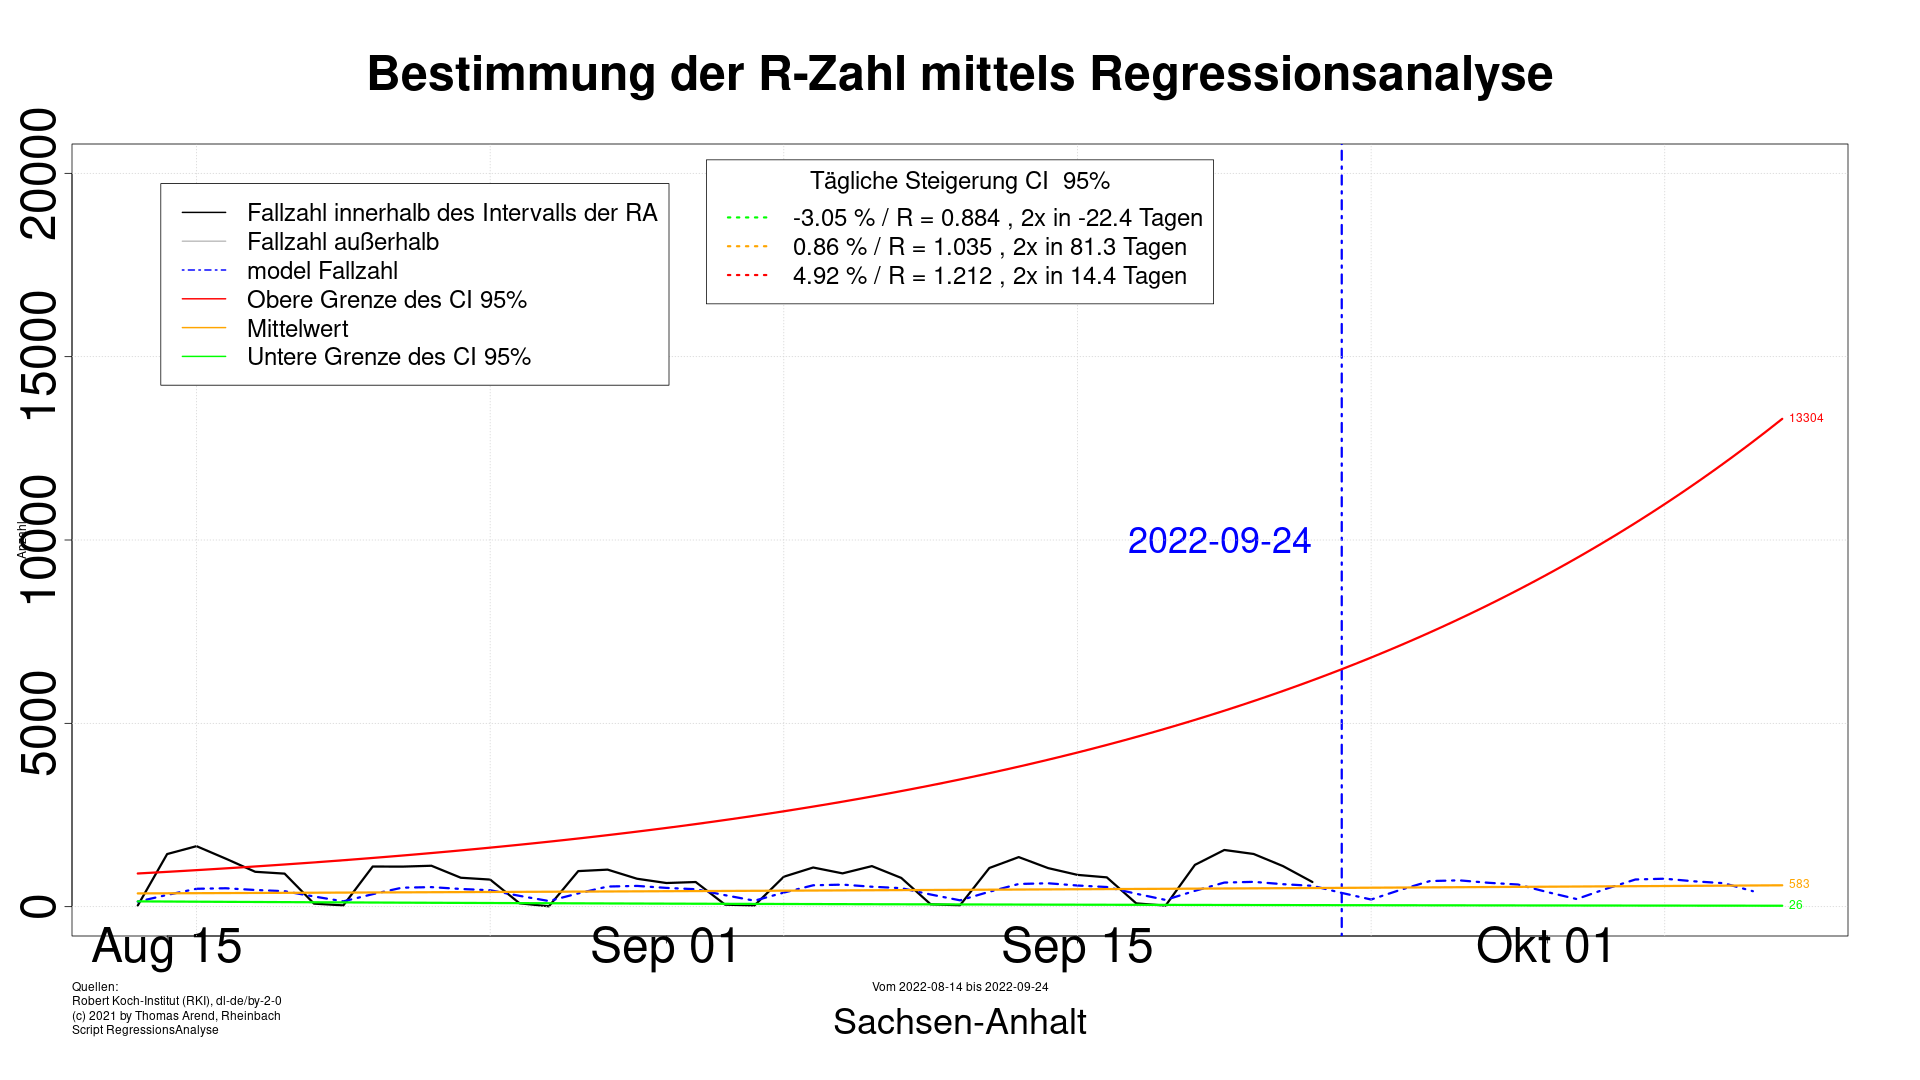 Bestimmung der R-Zahl mittels Regressionsanalyse
Anzahl
20000
15000
10000
5000
0
Fallzahl innerhalb des Intervalls der RA
Fallzahl außerhalb
model Fallzahl
Obere Grenze des CI 95%
Mittelwert
Untere Grenze des CI 95%
Tägliche Steigerung CI  95%
-3.05 % / R = 0.884 , 2x in -22.4 Tagen
0.86 % / R = 1.035 , 2x in 81.3 Tagen
4.92 % / R = 1.212 , 2x in 14.4 Tagen
2022-09-24
13304
583
26
Aug 15
Sep 01
Sep 15
Okt 01
Quellen:
Robert Koch-Institut (RKI), dl-de/by-2-0
(c) 2021 by Thomas Arend, Rheinbach
Script RegressionsAnalyse
Vom 2022-08-14 bis 2022-09-24
Sachsen-Anhalt